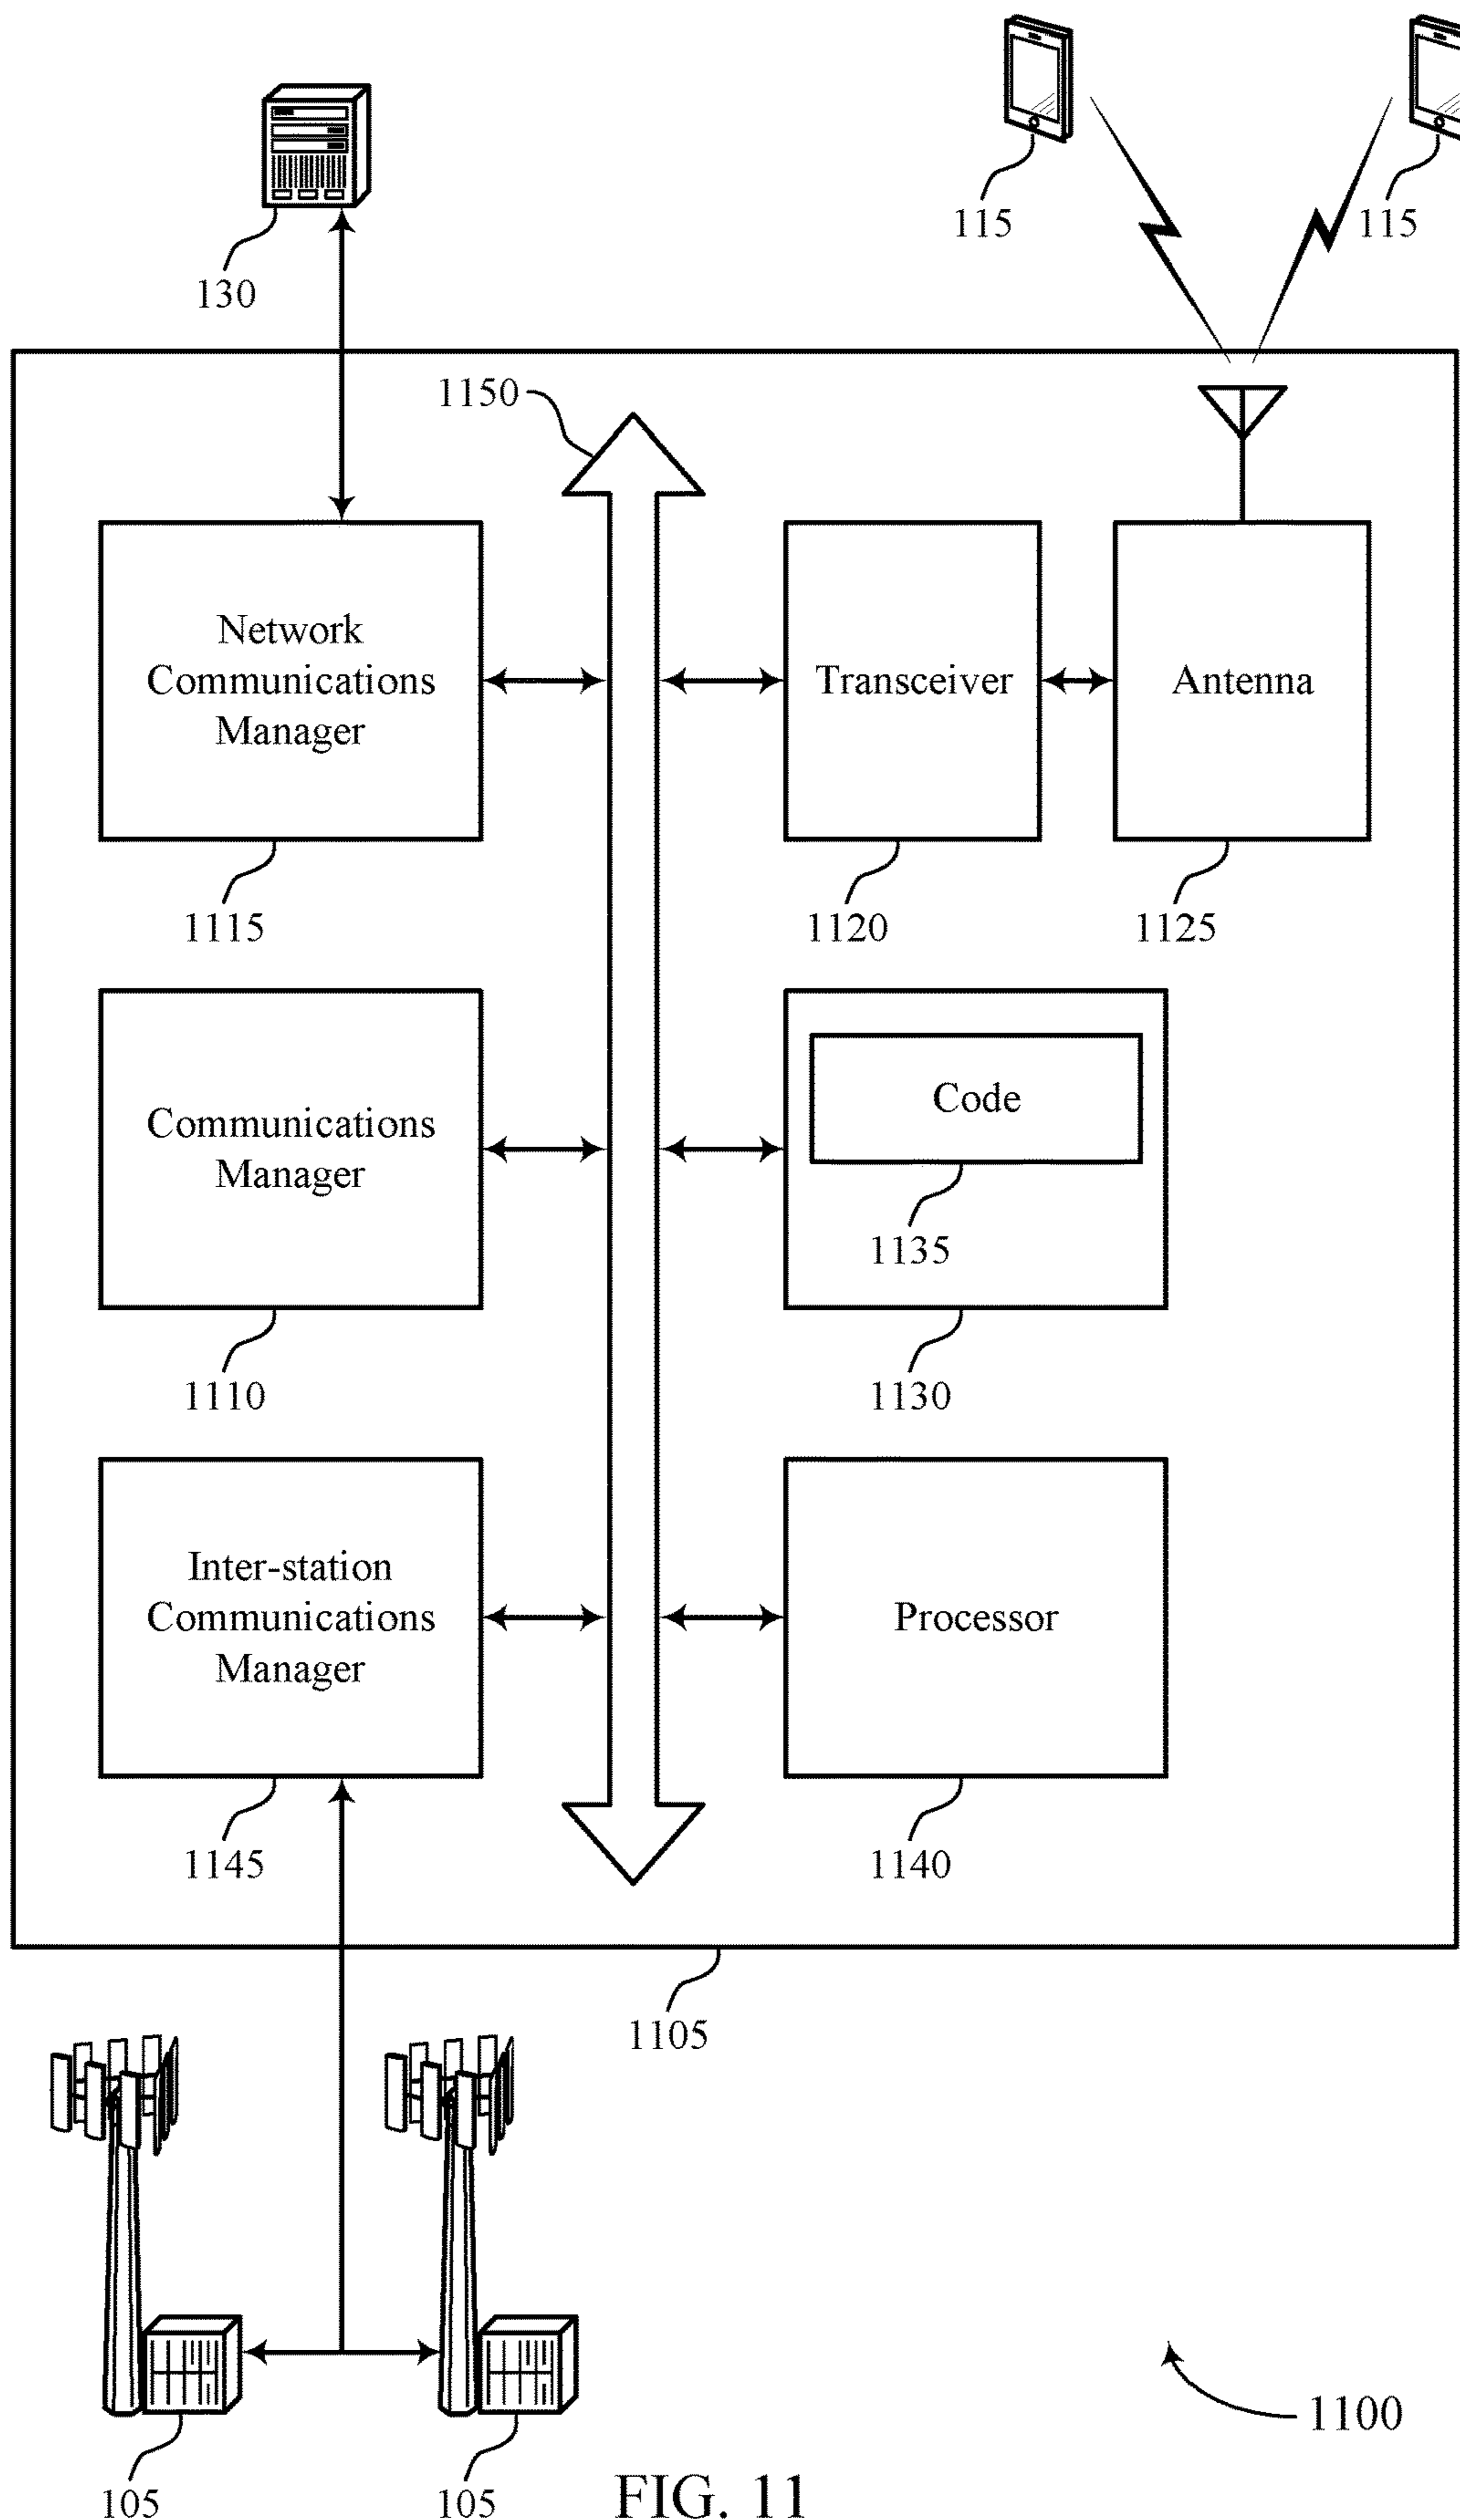 115
115
130
1150
Network
Communications
Manager
Transceiver
Antenna
1115
1120
1125
Communications
Manager
Code
1135
1110
1130
Inter-station
Communications
Manager
Processor
1145
1140
1105
1100
105
105
FIG. 11